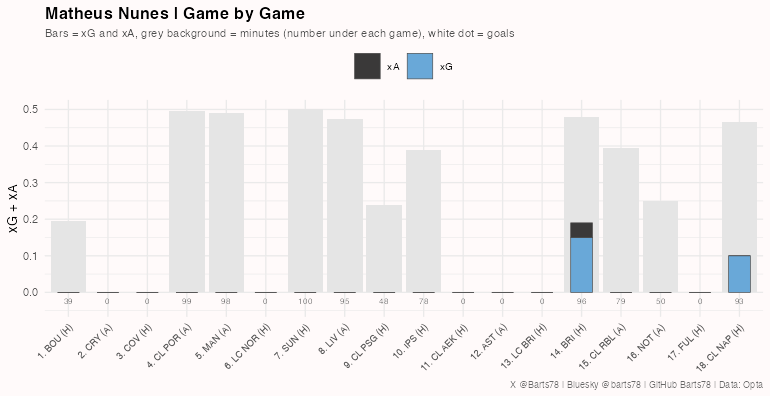 Matheus Nunes | Game by Game
Bars = xG and xA, grey background = minutes (number under each game), white dot = goals
xA xG
xG + xA
0.5
0.4
0.3
0.2
0.1
0.0
39 0 0 99 98 0 100 95 48 78 0 0 0 96 79 50 0 93
1. BOU (H)
2. CRY (A)
3. COV (H)
4. CL POR (A)
5. MAN (A)
6. LC NOR (H)
7. SUN (H)
8. LIV (A)
9. CL PSG (H)
10. IPS (H)
11. CL AEK (H)
12. AST (A)
13. LC BRI (H)
14. BRI (H)
15. CL RBL (A)
16. NOT (A)
17. FUL (H)
18. CL NAP (H)
X @Barts78 | Bluesky @barts78 | GitHub Barts78 | Data: Opta